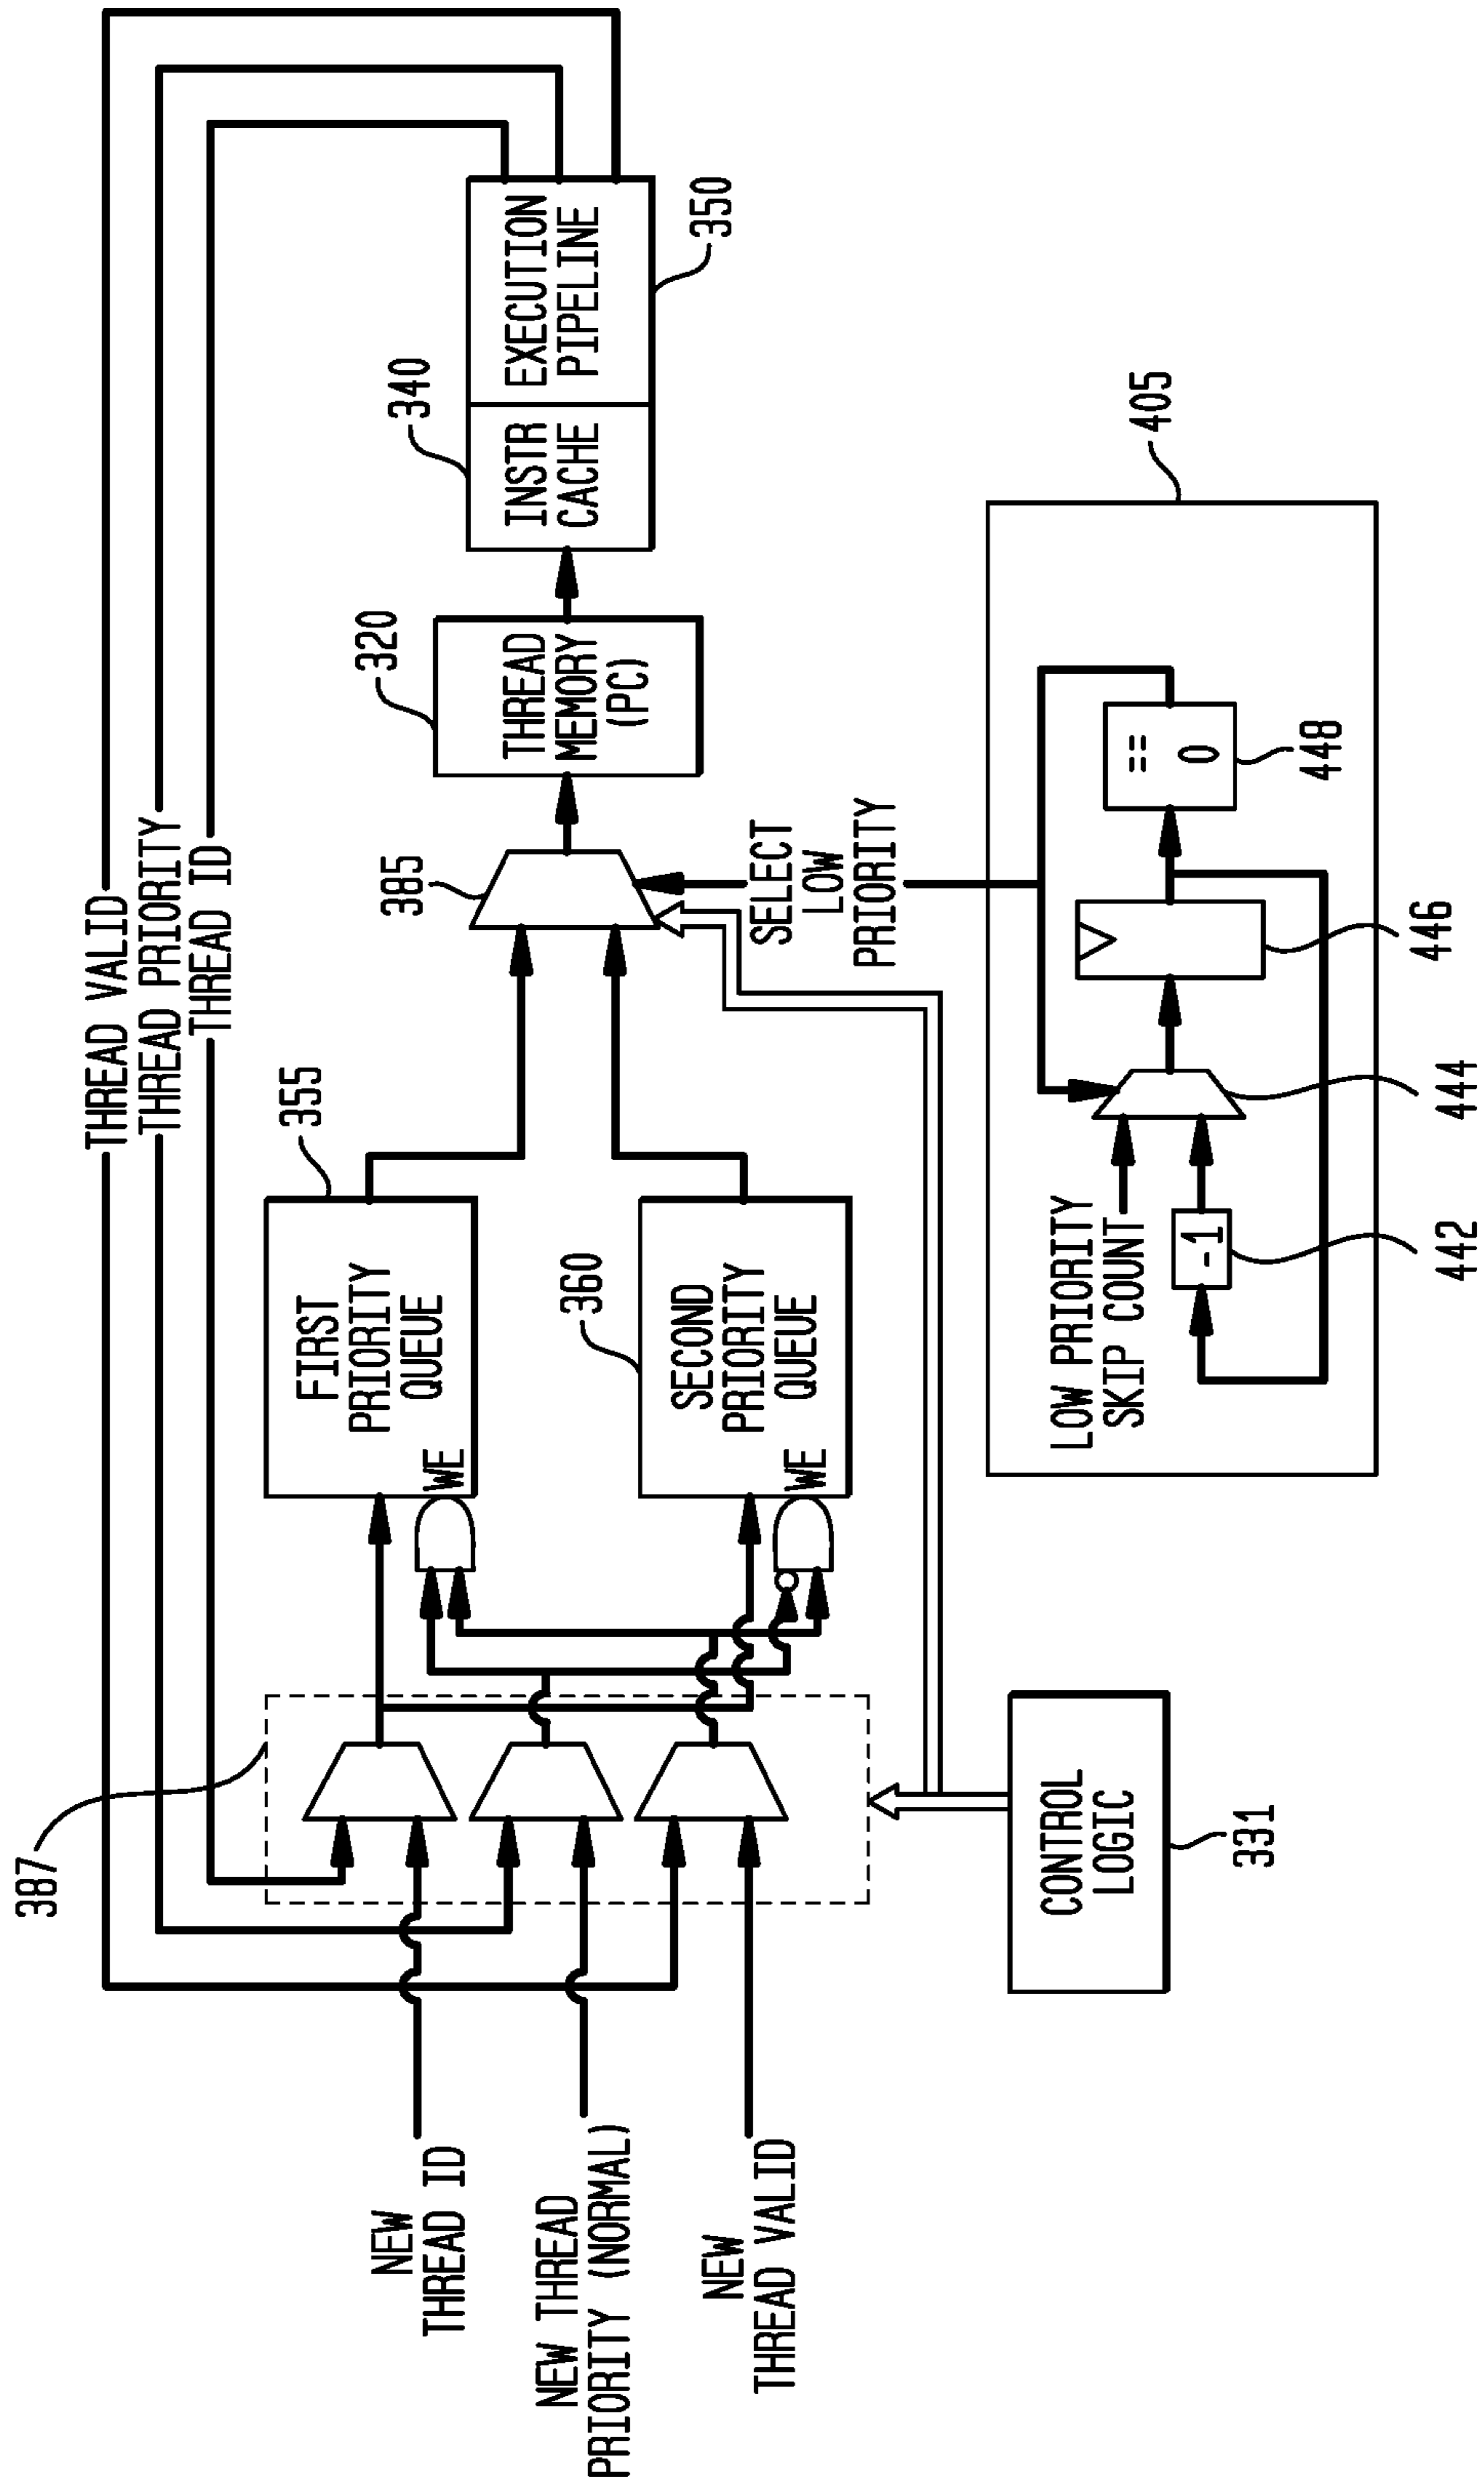 THREAD VALID
THREAD PRIORITY
THREAD ID
387
NEW
THREAD ID
NEW THREAD
PRIORITY (NORMAL)
NEW
THREAD VALID
355
FIRST
PRIORITY
QUEUE
WE
360
SECOND
PRIORITY
QUEUE
WE
385
320
THREAD
MEMORY
(PC)
340
INSTR
CACHE
EXECUTION
PIPELINE
350
SELECT
LOW
PRIORITY
CONTROL
LOGIC
331
405
LOW PRIORITY
SKIP COUNT
-1
==
0
442
444
446
448